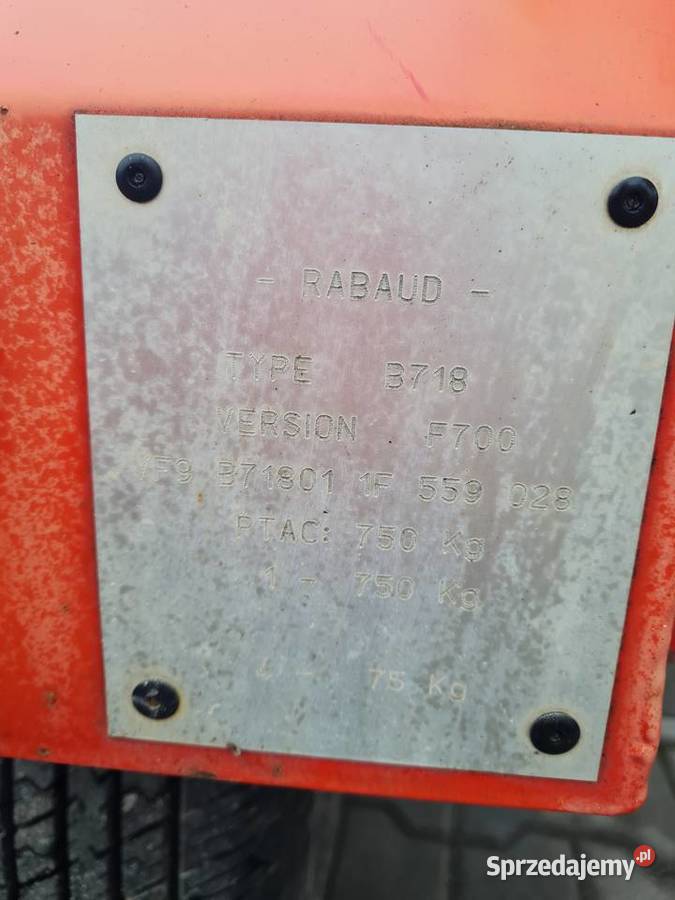 - RABAUD -
TYPE B718
VERSION F700
VF9 B71801 1F 559 028
PTAC: 750 Kg
1 - 750 Kg
- 75 Kg
Sprzedajemy.pl